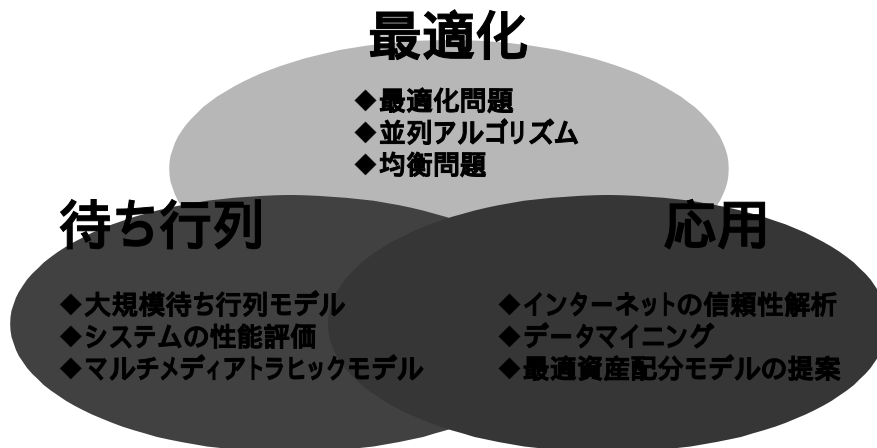 最適化
◆最適化問題
◆並列アルゴリズム
◆均衡問題
待ち行列
◆大規模待ち行列モデル
◆システムの性能評価
◆マルチメディアトラヒックモデル
応用
◆インターネットの信頼性解析
◆データマイニング
◆最適資産配分モデルの提案